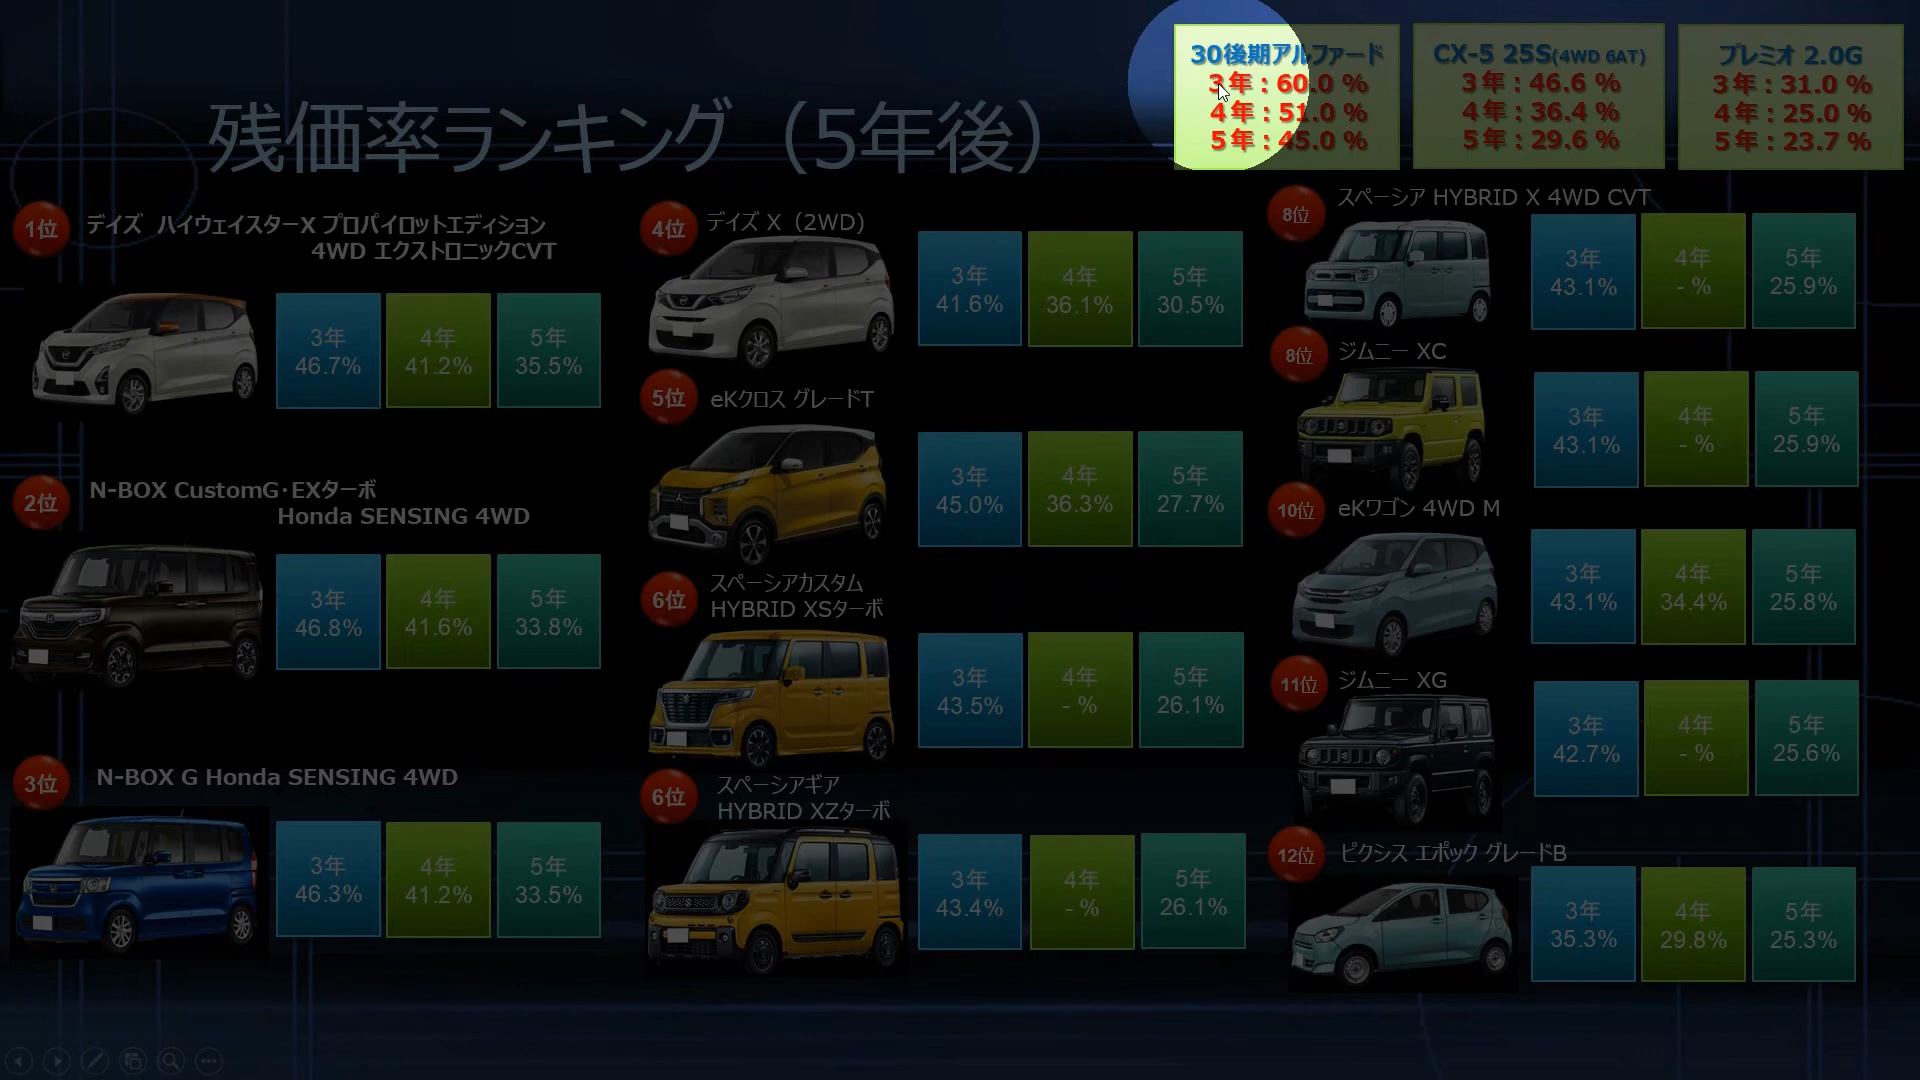 残価率ランキング（5年後）
30後期アルファード
3年：60.0 %
4年：51.0 %
5年：45.0 %
CX-5 25S(4WD 6AT)
3年：46.6 %
4年：36.4 %
5年：29.6 %
プレミオ 2.0G
3年：31.0 %
4年：25.0 %
5年：23.7 %
1位
デイズ ハイウェイスターX プロパイロットエディション
4WD エクストロニックCVT
3年
46.7%
4年
41.2%
5年
35.5%
2位
N-BOX CustomG･EXターボ
Honda SENSING 4WD
3年
46.8%
4年
41.6%
5年
33.8%
3位
N-BOX G Honda SENSING 4WD
3年
46.3%
4年
41.2%
5年
33.5%
4位
デイズ X（2WD)
3年
41.6%
4年
36.1%
5年
30.5%
5位
eKクロス グレードT
3年
45.0%
4年
36.3%
5年
27.7%
6位
スペーシアカスタム
HYBRID XSターボ
3年
43.5%
4年
- %
5年
26.1%
6位
スペーシアギア
HYBRID XZターボ
3年
43.4%
4年
- %
5年
26.1%
8位
スペーシア HYBRID X 4WD CVT
3年
43.1%
4年
- %
5年
25.9%
8位
ジムニー XC
3年
43.1%
4年
- %
5年
25.9%
10位
eKワゴン 4WD M
3年
43.1%
4年
34.4%
5年
25.8%
11位
ジムニー XG
3年
42.7%
4年
- %
5年
25.6%
12位
ピクシス エポック グレードB
3年
35.3%
4年
29.8%
5年
25.3%